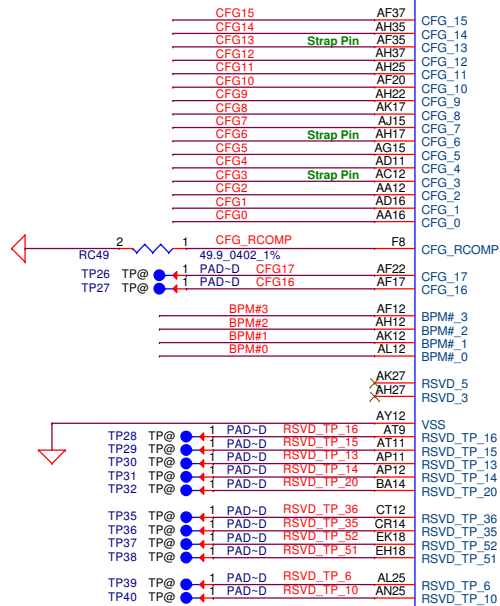 CFG15 AF37 CFG_15
CFG14 AH35 CFG_14
CFG13 Strap Pin AF35 CFG_13
CFG12 AH37 CFG_12
CFG11 AH25 CFG_11
CFG10 AF20 CFG_10
CFG9 AH22 CFG_9
CFG8 AK17 CFG_8
CFG7 AJ15 CFG_7
CFG6 Strap Pin AH17 CFG_6
CFG5 AG15 CFG_5
CFG4 AD11 CFG_4
CFG3 Strap Pin AC12 CFG_3
CFG2 AA12 CFG_2
CFG1 AD16 CFG_1
CFG0 AA16 CFG_0
2 1 CFG_RCOMP F8 CFG_RCOMP
RC49 49.9_0402_1%
TP26 TP@ 1 PAD~D CFG17 AF22 CFG_17
TP27 TP@ 1 PAD~D CFG16 AF17 CFG_16
BPM#3 AF12 BPM#_3
BPM#2 AH12 BPM#_2
BPM#1 AK12 BPM#_1
BPM#0 AL12 BPM#_0
AK27 RSVD_5
AH27 RSVD_3
AY12 VSS
TP28 TP@ 1 PAD~D RSVD_TP_16 AT9 RSVD_TP_16
TP29 TP@ 1 PAD~D RSVD_TP_15 AT11 RSVD_TP_15
TP30 TP@ 1 PAD~D RSVD_TP_13 AP11 RSVD_TP_13
TP31 TP@ 1 PAD~D RSVD_TP_14 AP12 RSVD_TP_14
TP32 TP@ 1 PAD~D RSVD_TP_20 BA14 RSVD_TP_20
TP35 TP@ 1 PAD~D RSVD_TP_36 CT12 RSVD_TP_36
TP36 TP@ 1 PAD~D RSVD_TP_35 CR14 RSVD_TP_35
TP37 TP@ 1 PAD~D RSVD_TP_52 EK18 RSVD_TP_52
TP38 TP@ 1 PAD~D RSVD_TP_51 EH18 RSVD_TP_51
TP39 TP@ 1 PAD~D RSVD_TP_6 AL25 RSVD_TP_6
TP40 TP@ 1 PAD~D RSVD_TP_10 AN25 RSVD_TP_10